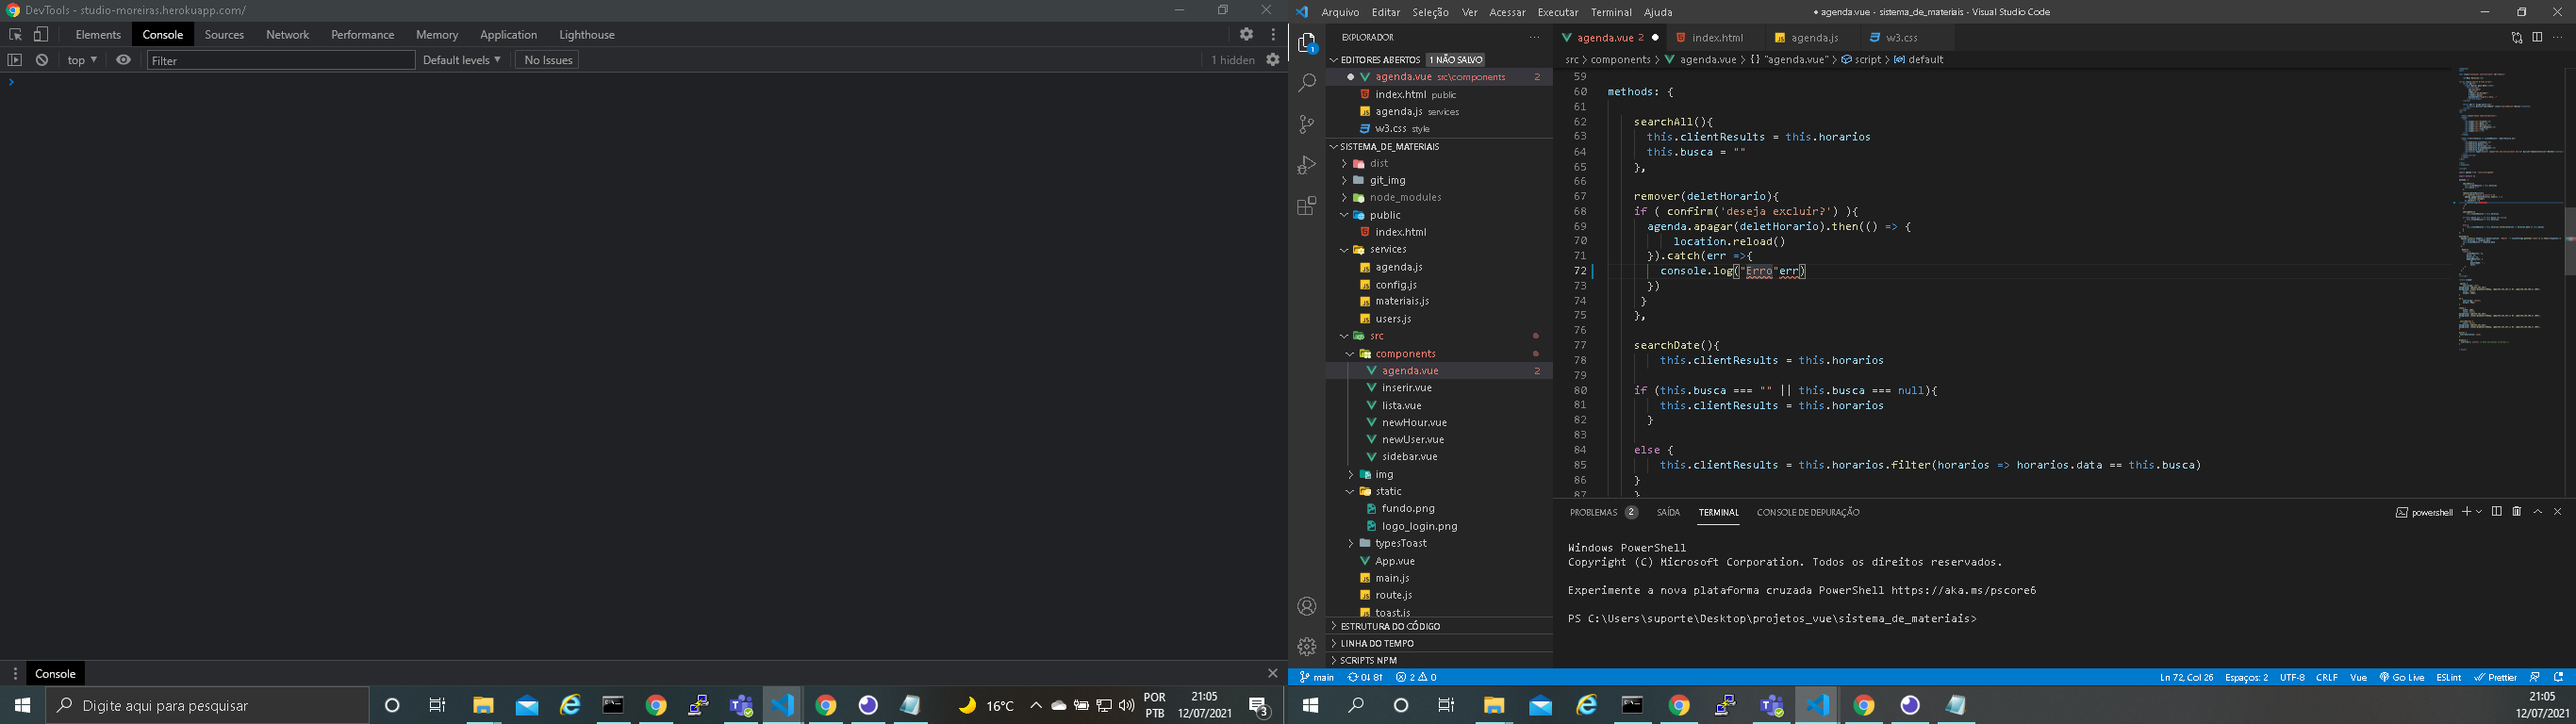 DevTools - studio-moreiras.herokuapp.com/
Elements Console Sources Network Performance Memory Application Lighthouse
top ▼ Filter Default levels ▼ No Issues 1 hidden
>
Console
Digite aqui para pesquisar
16°C POR PTB 21:05 12/07/2021 3
Arquivo Editar Seleção Ver Acessar Executar Terminal Ajuda
● agenda.vue - sistema_de_materiais - Visual Studio Code
1
EXPLORADOR ...
EDITORES ABERTOS 1 NÃO SALVO
● agenda.vue src\components 2
index.html public
agenda.js services
w3.css style
SISTEMA_DE_MATERIAIS
dist
git_img
node_modules
public
index.html
services
agenda.js
config.js
materiais.js
users.js
src
components
agenda.vue 2
inserir.vue
lista.vue
newHour.vue
newUser.vue
sidebar.vue
img
static
fundo.png
logo_login.png
typesToast
App.vue
main.js
route.js
toast.js
ESTRUTURA DO CÓDIGO
LINHA DO TEMPO
SCRIPTS NPM
agenda.vue 2 ● index.html agenda.js w3.css
src > components > agenda.vue > {} "agenda.vue" > script > default
59
60 methods: {
61
62 searchAll(){
63 this.clientResults = this.horarios
64 this.busca = ""
65 },
66
67 remover(deletHorario){
68 if ( confirm('deseja excluir?') ){
69 agenda.apagar(deletHorario).then(() => {
70 location.reload()
71 }).catch(err =>{
72 console.log("Erro"err)
73 })
74 }
75 },
76
77 searchDate(){
78 this.clientResults = this.horarios
79
80 if (this.busca === "" || this.busca === null){
81 this.clientResults = this.horarios
82 }
83
84 else {
85 this.clientResults = this.horarios.filter(horarios => horarios.data == this.busca)
86 }
87 }
PROBLEMAS 2 SAÍDA TERMINAL CONSOLE DE DEPURAÇÃO powershell
Windows PowerShell
Copyright (C) Microsoft Corporation. Todos os direitos reservados.
Experimente a nova plataforma cruzada PowerShell https://aka.ms/pscore6
PS C:\Users\suporte\Desktop\projetos_vue\sistema_de_materiais>
main 0↓ 8↑ 2 0 Ln 72, Col 26 Espaços: 2 UTF-8 CRLF Vue Go Live ESLint Prettier
21:05
12/07/2021